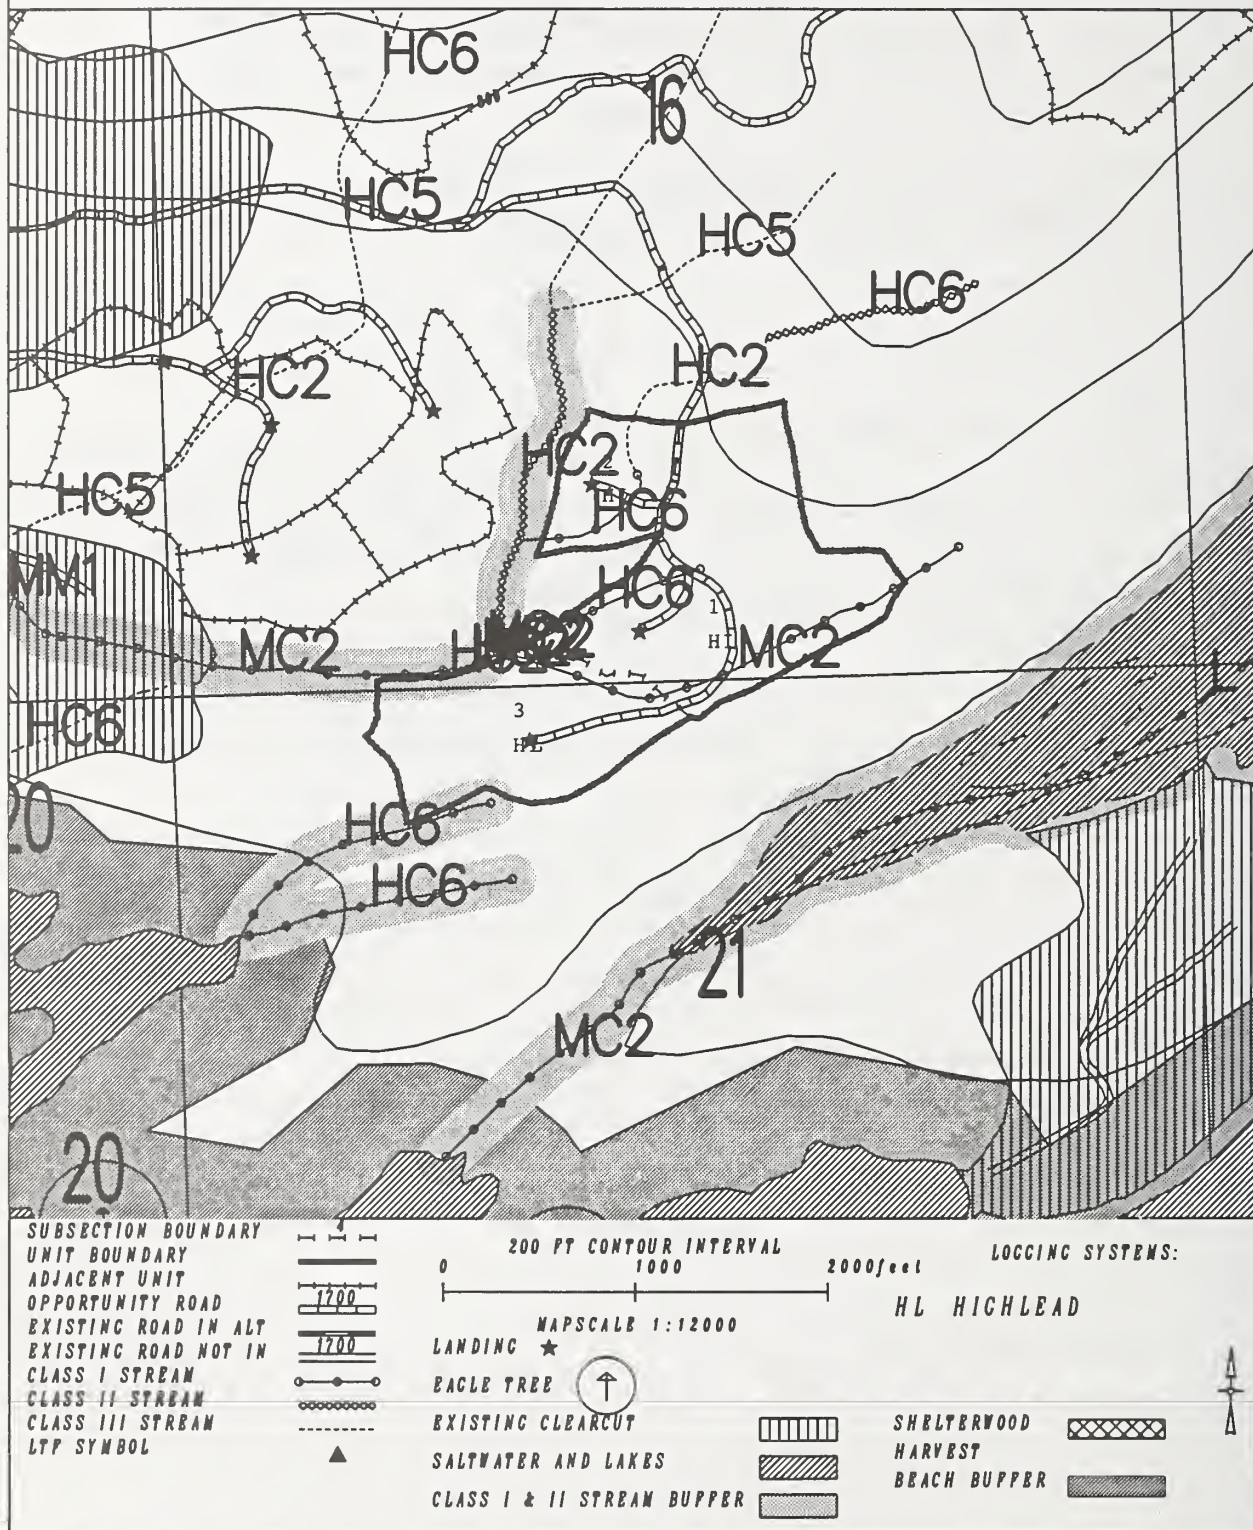 HC6
16
HC5
HC5
HC6
HC2
HC2
HC2
2
HC5
HC6
MM1
HC6
1
MC2
MC2
3
HL
HC6
L
20
HC6
HC6
21
MC2
20
SUBSECTION BOUNDARY
UNIT BOUNDARY
ADJACENT UNIT
OPPORTUNITY ROAD 1700
EXISTING ROAD IN ALT
EXISTING ROAD NOT IN 1700
CLASS I STREAM
CLASS II STREAM
CLASS III STREAM
LTF SYMBOL
200 FT CONTOUR INTERVAL
0 1000 2000feet
MAPSCALE 1:12000
LANDING
EAGLE TREE
EXISTING CLEARCUT
SALTWATER AND LAKES
CLASS I & II STREAM BUFFER
LOGGING SYSTEMS:
HL HIGHLEAD
SHELTERWOOD
HARVEST
BEACH BUFFER